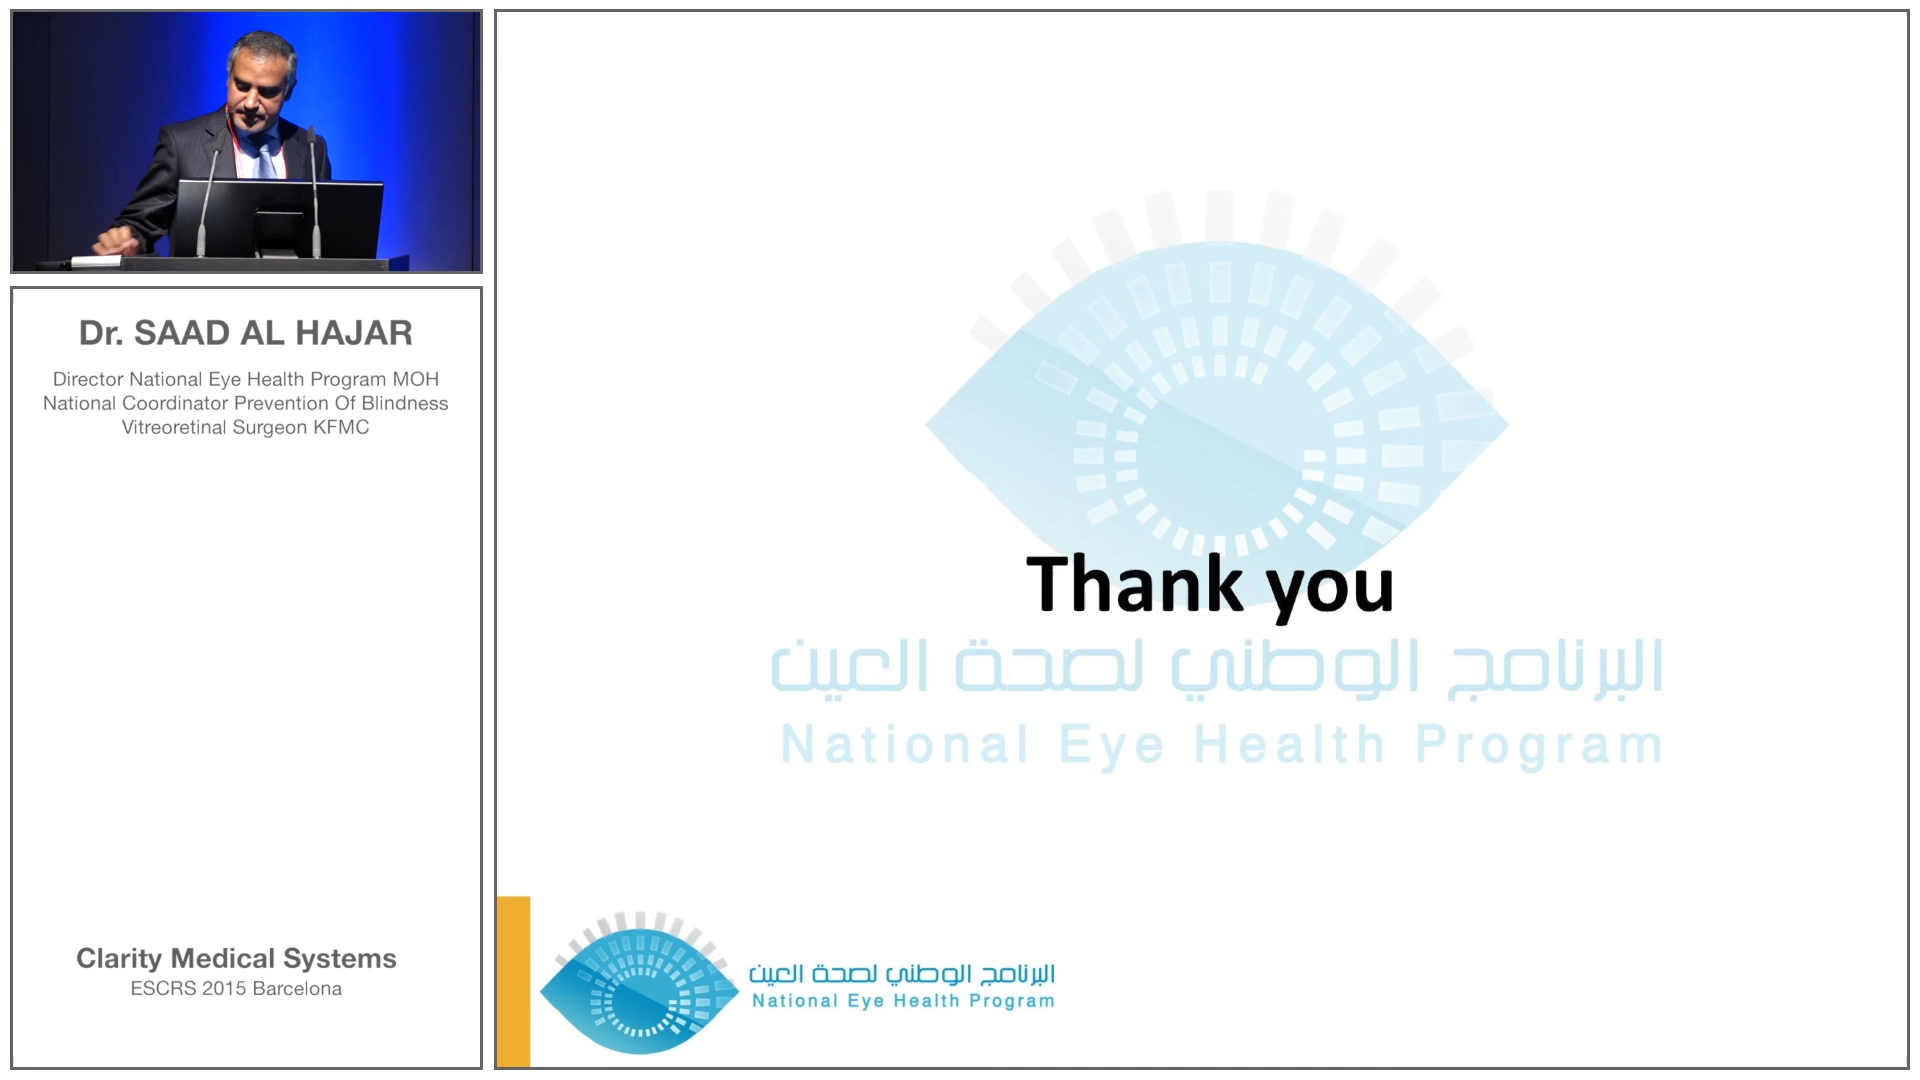 Dr. SAAD AL HAJAR
Director National Eye Health Program MOH
National Coordinator Prevention Of Blindness
Vitreoretinal Surgeon KFMC
Clarity Medical Systems
ESCRS 2015 Barcelona
Thank you
البرنامج الوطني لصحة العين
National Eye Health Program
البرنامج الوطني لصحة العين
National Eye Health Program